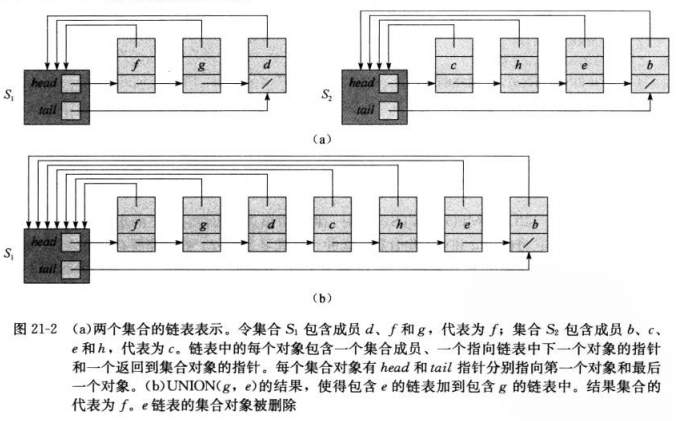 f g d c h e b
head head
S₁ S₂
tail tail
(a)
f g d c h e b
head
S₁
tail
(b)
图 21-2 (a)两个集合的链表表示。令集合 S₁ 包含成员 d、f 和 g，代表为 f；集合 S₂ 包含成员 b、c、
e 和 h，代表为 c。链表中的每个对象包含一个集合成员、一个指向链表中下一个对象的指针
和一个返回到集合对象的指针。每个集合对象有 head 和 tail 指针分别指向第一个对象和最后
一个对象。(b)UNION(g，e)的结果，使得包含 e 的链表加到包含 g 的链表中。结果集合的
代表为 f。e 链表的集合对象被删除